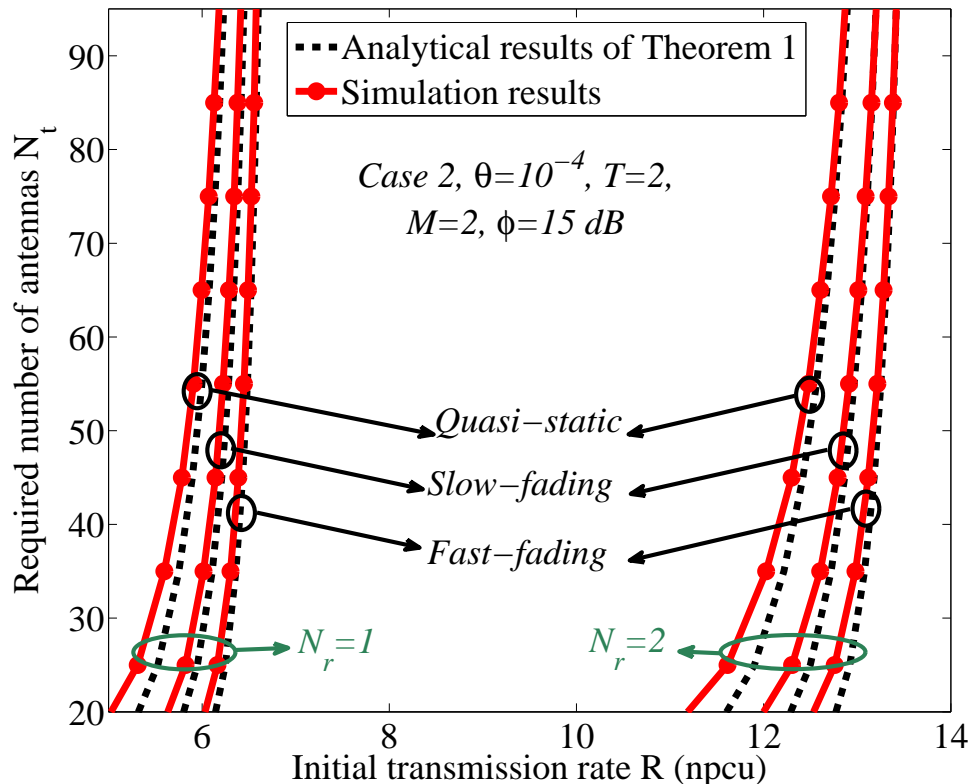 Analytical results of Theorem 1
Simulation results
Case 2, θ=10⁻⁴, T=2,
M=2, ϕ=15 dB
Quasi−static
Slow−fading
Fast−fading
N_r=1
N_r=2
Required number of antennas N_t
90
80
70
60
50
40
30
20
6
8
10
12
14
Initial transmission rate R (npcu)